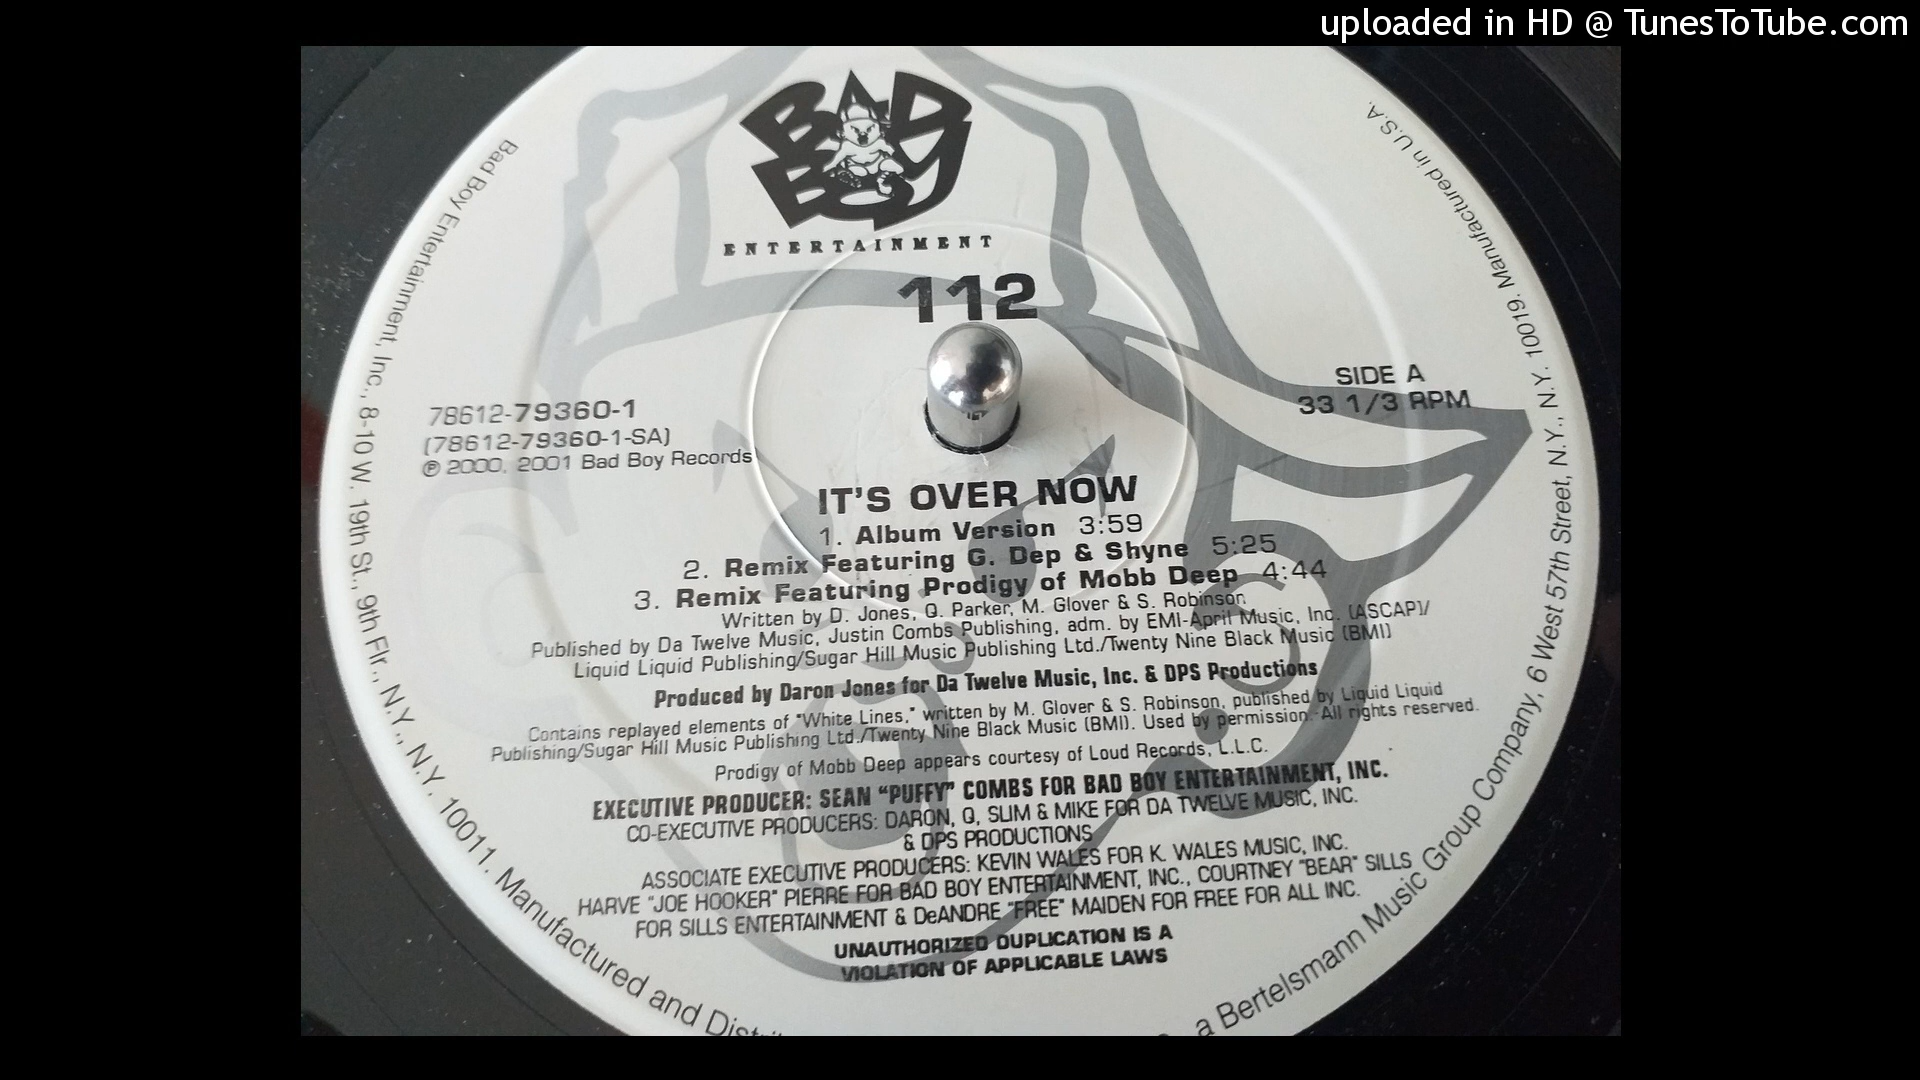 uploaded in HD @ TunesToTube.com
BAD
BOY
ENTERTAINMENT
112
SIDE A
33 1/3 RPM
78612-79360-1
(78612-79360-1-SA)
℗ 2000, 2001 Bad Boy Records
IT'S OVER NOW
1. Album Version 3:59
2. Remix Featuring G. Dep & Shyne 5:25
3. Remix Featuring Prodigy of Mobb Deep 4:44
Written by D. Jones, Q. Parker, M. Glover & S. Robinson
Published by Da Twelve Music, Justin Combs Publishing, adm. by EMI-April Music, Inc. (ASCAP)/
Liquid Liquid Publishing/Sugar Hill Music Publishing Ltd./Twenty Nine Black Music (BMI)
Produced by Daron Jones for Da Twelve Music, Inc. & DPS Productions
Contains replayed elements of "White Lines," written by M. Glover & S. Robinson, published by Liquid Liquid
Publishing/Sugar Hill Music Publishing Ltd./Twenty Nine Black Music (BMI). Used by permission. All rights reserved.
Prodigy of Mobb Deep appears courtesy of Loud Records, L.L.C.
EXECUTIVE PRODUCER: SEAN "PUFFY" COMBS FOR BAD BOY ENTERTAINMENT, INC.
CO-EXECUTIVE PRODUCERS: DARON, Q, SLIM & MIKE FOR DA TWELVE MUSIC, INC.
& DPS PRODUCTIONS
ASSOCIATE EXECUTIVE PRODUCERS: KEVIN WALES FOR K. WALES MUSIC, INC.
HARVE "JOE HOOKER" PIERRE FOR BAD BOY ENTERTAINMENT, INC., COURTNEY "BEAR" SILLS
FOR SILLS ENTERTAINMENT & DeANDRE "FREE" MAIDEN FOR FREE FOR ALL INC.
UNAUTHORIZED DUPLICATION IS A
VIOLATION OF APPLICABLE LAWS
Bad Boy Entertainment, Inc., 8-10 W. 19th St., 9th Flr., N.Y., N.Y. 10011. Manufactured and
a Bertelsmann Music Group Company, 6 West 57th Street, N.Y., N.Y. 10019. Manufactured in U.S.A.